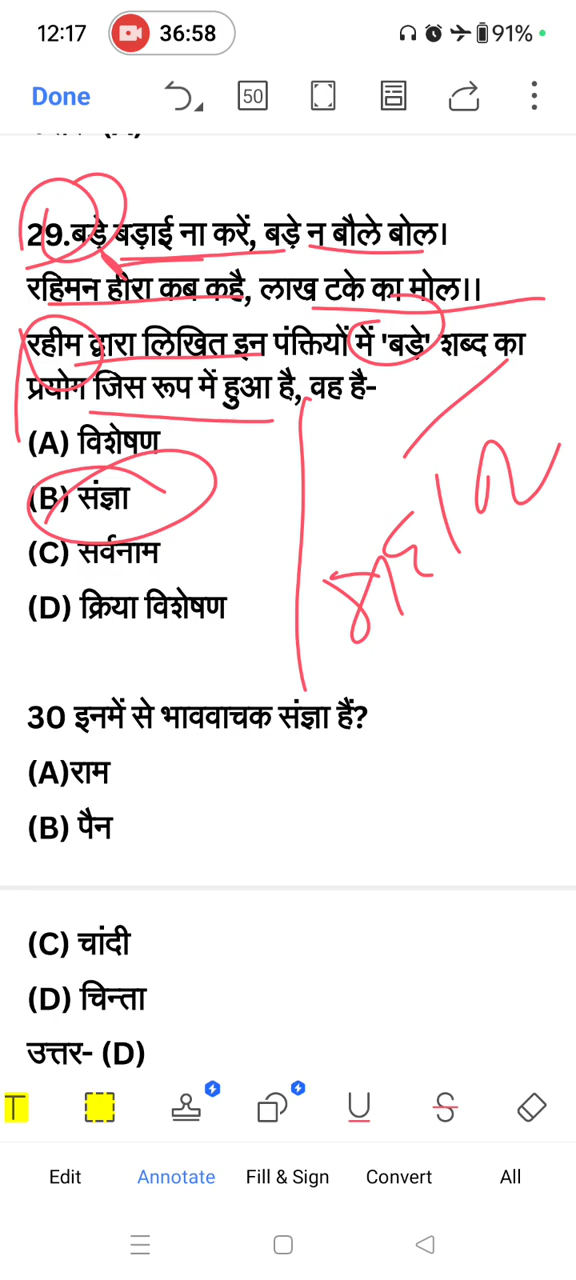 12:17 36:58 91%
Done 50
29.बड़े बड़ाई ना करें, बड़े न बौले बोल।
रहिमन हीरा कब कहै, लाख टके का मोल।।
रहीम द्वारा लिखित इन पंक्तियों में 'बड़े' शब्द का
प्रयोग जिस रूप में हुआ है, वह है-
(A) विशेषण
(B) संज्ञा
(C) सर्वनाम
(D) क्रिया विशेषण
30 इनमें से भाववाचक संज्ञा हैं?
(A)राम
(B) पैन
(C) चांदी
(D) चिन्ता
उत्तर- (D)
T U S
Edit Annotate Fill & Sign Convert All